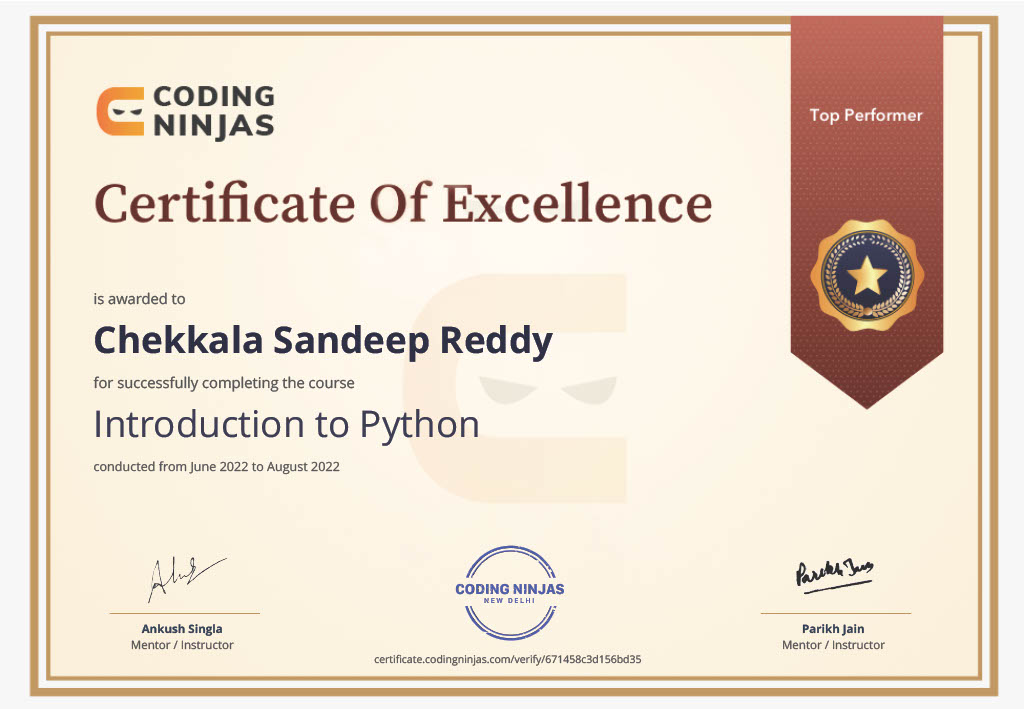 CODING
NINJAS
Top Performer
Certificate Of Excellence
is awarded to
Chekkala Sandeep Reddy
for successfully completing the course
Introduction to Python
conducted from June 2022 to August 2022
CODING NINJAS
NEW DELHI
Parikh Jain
Ankush Singla
Mentor / Instructor
Parikh Jain
Mentor / Instructor
certificate.codingninjas.com/verify/671458c3d156bd35